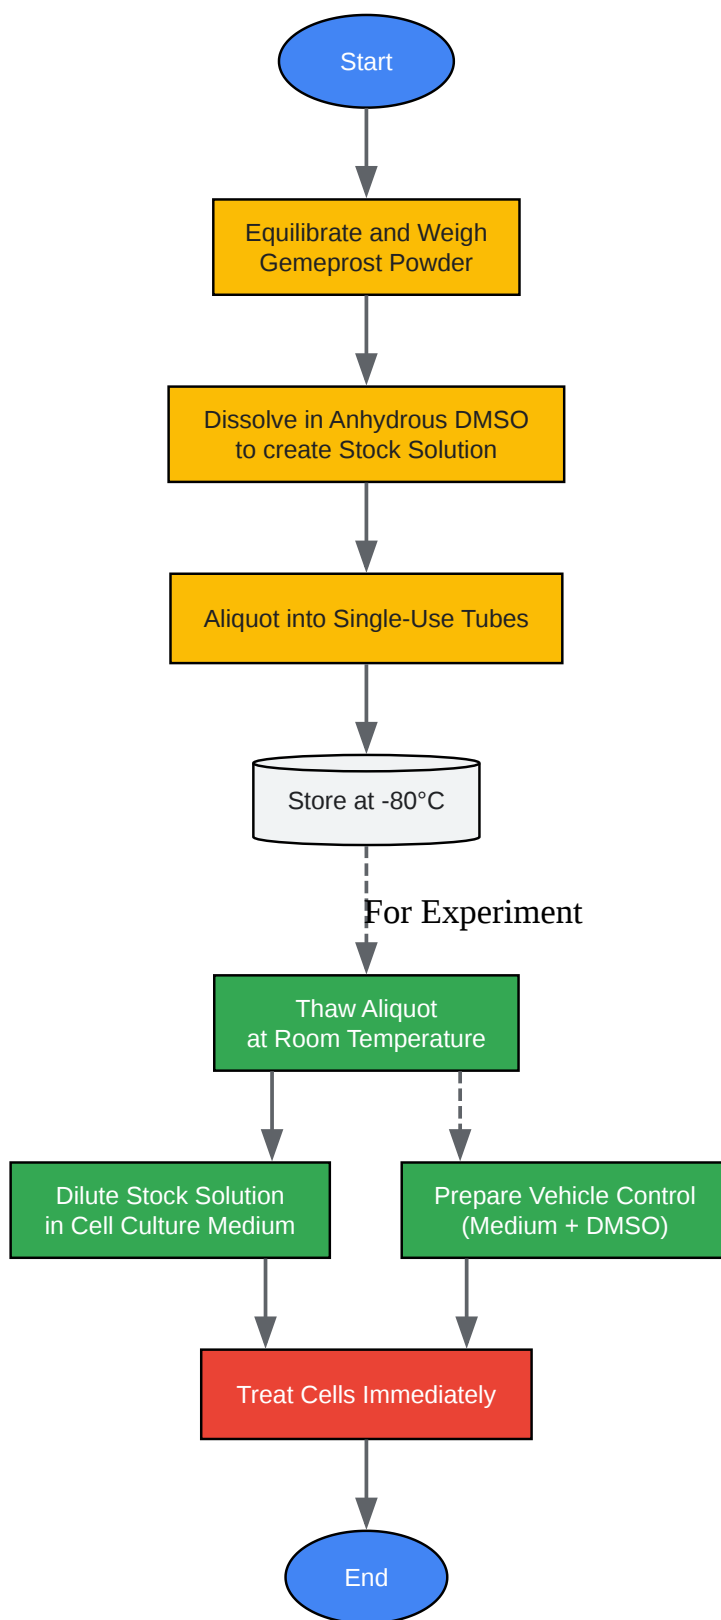 Start
Equilibrate and Weigh
Gemeprost Powder
Dissolve in Anhydrous DMSO
to create Stock Solution
Aliquot into Single-Use Tubes
Store at -80°C
For Experiment
Thaw Aliquot
at Room Temperature
Dilute Stock Solution
in Cell Culture Medium
Prepare Vehicle Control
(Medium + DMSO)
Treat Cells Immediately
End